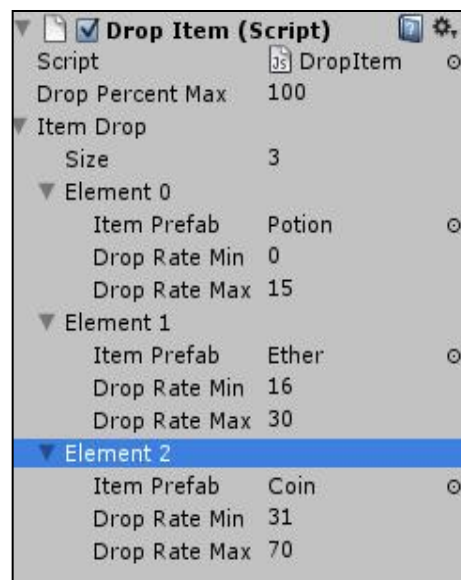 Drop Item (Script)
Script JS DropItem
Drop Percent Max 100
Item Drop
Size 3
Element 0
Item Prefab Potion
Drop Rate Min 0
Drop Rate Max 15
Element 1
Item Prefab Ether
Drop Rate Min 16
Drop Rate Max 30
Element 2
Item Prefab Coin
Drop Rate Min 31
Drop Rate Max 70